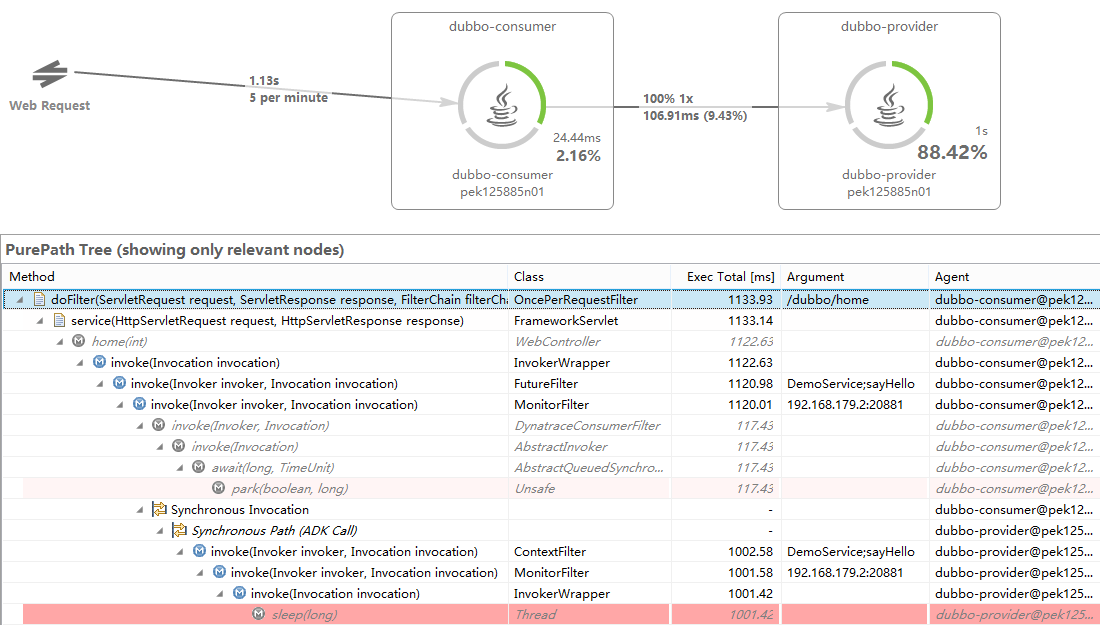 dubbo-consumer
dubbo-provider
Web Request
1.13s
5 per minute
100% 1x
106.91ms (9.43%)
24.44ms
2.16%
1s
88.42%
dubbo-consumer
pek125885n01
dubbo-provider
pek125885n01
PurePath Tree (showing only relevant nodes)
Method Class Exec Total [ms] Argument Agent
doFilter(ServletRequest request, ServletResponse response, FilterChain filterCha OncePerRequestFilter 1133.93 /dubbo/home dubbo-consumer@pek12...
service(HttpServletRequest request, HttpServletResponse response) FrameworkServlet 1133.14 dubbo-consumer@pek12...
home(int) WebController 1122.63 dubbo-consumer@pek12...
invoke(Invocation invocation) InvokerWrapper 1122.63 dubbo-consumer@pek12...
invoke(Invoker invoker, Invocation invocation) FutureFilter 1120.98 DemoService;sayHello dubbo-consumer@pek12...
invoke(Invoker invoker, Invocation invocation) MonitorFilter 1120.01 192.168.179.2:20881 dubbo-consumer@pek12...
invoke(Invoker, Invocation) DynatraceConsumerFilter 117.43 dubbo-consumer@pek12...
invoke(Invocation) AbstractInvoker 117.43 dubbo-consumer@pek12...
await(long, TimeUnit) AbstractQueuedSynchro... 117.43 dubbo-consumer@pek12...
park(boolean, long) Unsafe 117.43 dubbo-consumer@pek12...
Synchronous Invocation - dubbo-consumer@pek12...
Synchronous Path (ADK Call) - dubbo-provider@pek125...
invoke(Invoker invoker, Invocation invocation) ContextFilter 1002.58 DemoService;sayHello dubbo-provider@pek125...
invoke(Invoker invoker, Invocation invocation) MonitorFilter 1001.58 192.168.179.2:20881 dubbo-provider@pek125...
invoke(Invocation invocation) InvokerWrapper 1001.42 dubbo-provider@pek125...
sleep(long) Thread 1001.42 dubbo-provider@pek125...